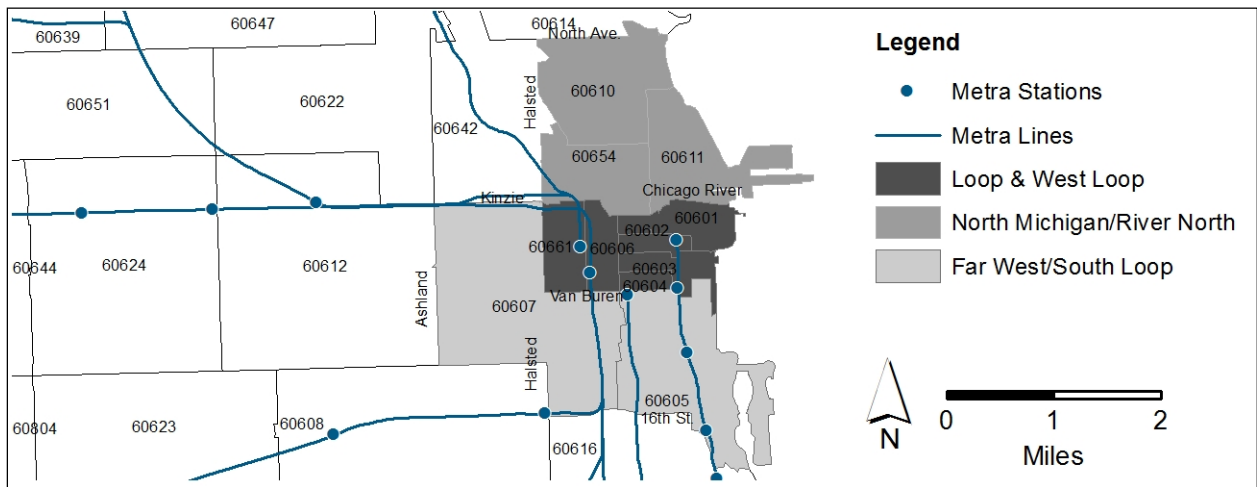 60614
60647
North Ave.
60639
Legend
Metra Stations
Metra Lines
Loop & West Loop
North Michigan/River North
Far West/South Loop
60651
60622
60642
Halsted
60610
60654
60611
Chicago River
Kinzie
60601
60602
60661
60606
60603
60604
Van Buren
60644
60624
60612
Ashland
60607
Halsted
60605
16th St.
60804
60623
60608
60616
N
0 1 2
Miles